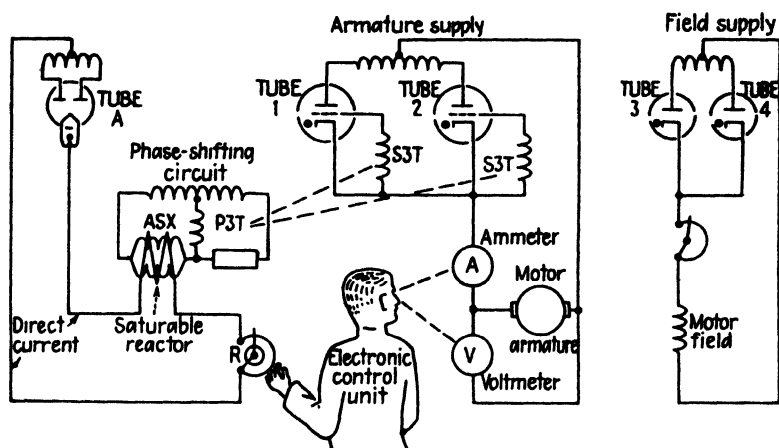 Armature supply
Field supply
TUBE
A
TUBE
1
TUBE
2
TUBE
3
TUBE
4
S3T
S3T
Phase-shifting
circuit
ASX
P3T
Ammeter
A
Motor
armature
Direct
current
Saturable
reactor
R
Electronic
control
unit
V
Voltmeter
Motor
field